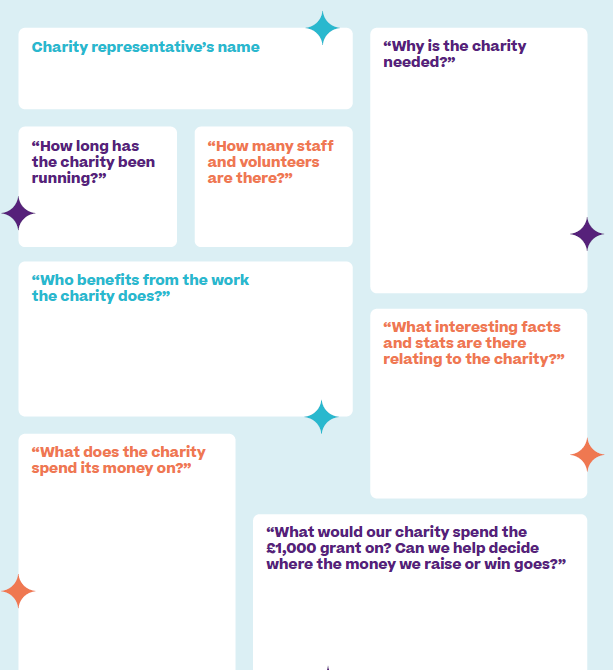 Charity representative’s name
“Why is the charity
needed?”
“How long has
the charity been
running?”
“How many staff
and volunteers
are there?”
“Who benefits from the work
the charity does?”
“What interesting facts
and stats are there
relating to the charity?”
“What does the charity
spend its money on?”
“What would our charity spend the
£1,000 grant on? Can we help decide
where the money we raise or win goes?”